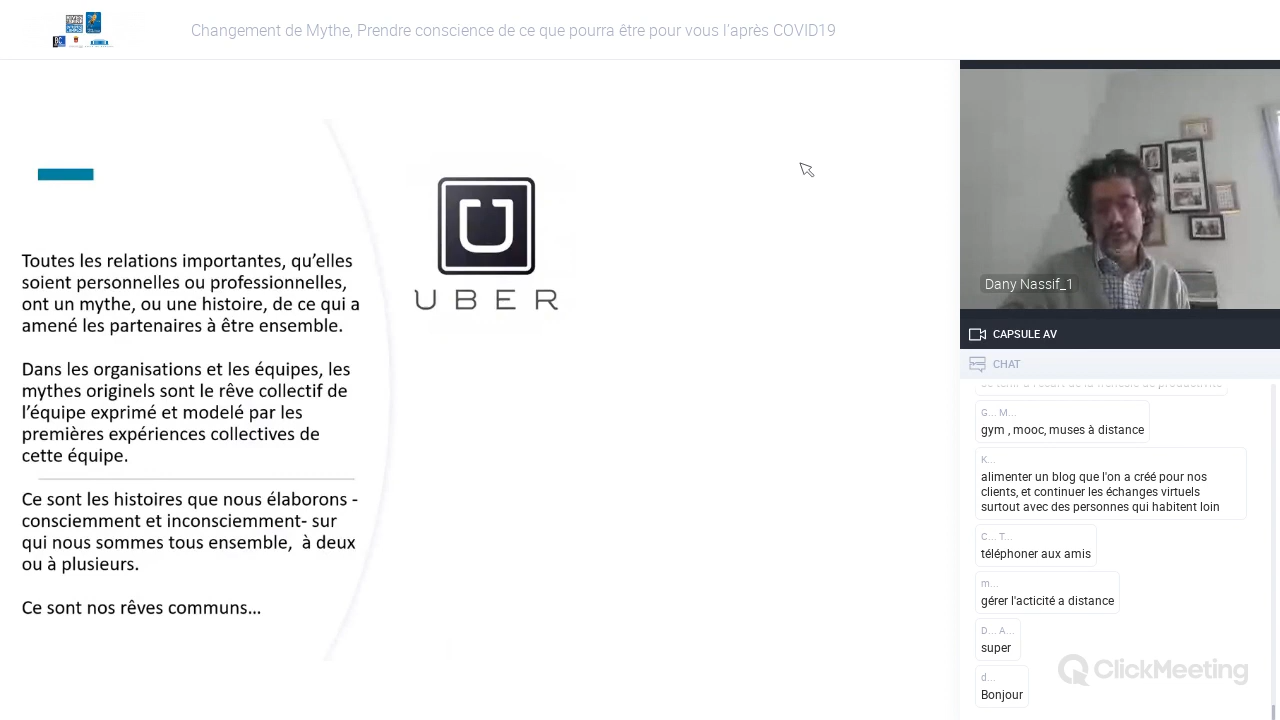 Changement de Mythe, Prendre conscience de ce que pourra être pour vous l'après COVID19
Toutes les relations importantes, qu'elles
soient personnelles ou professionnelles,
ont un mythe, ou une histoire, de ce qui a
amené les partenaires à être ensemble.
Dans les organisations et les équipes, les
mythes originels sont le rêve collectif de
l'équipe exprimé et modelé par les
premières expériences collectives de
cette équipe.
Ce sont les histoires que nous élaborons -
consciemment et inconsciemment- sur
qui nous sommes tous ensemble, à deux
ou à plusieurs.
Ce sont nos rêves communs...
U
UBER
Dany Nassif_1
CAPSULE AV
CHAT
G... M...
gym , mooc, muses à distance
K...
alimenter un blog que l'on a créé pour nos
clients, et continuer les échanges virtuels
surtout avec des personnes qui habitent loin
C... T...
téléphoner aux amis
m...
gérer l'acticité a distance
D... A...
super
d...
Bonjour
ClickMeeting